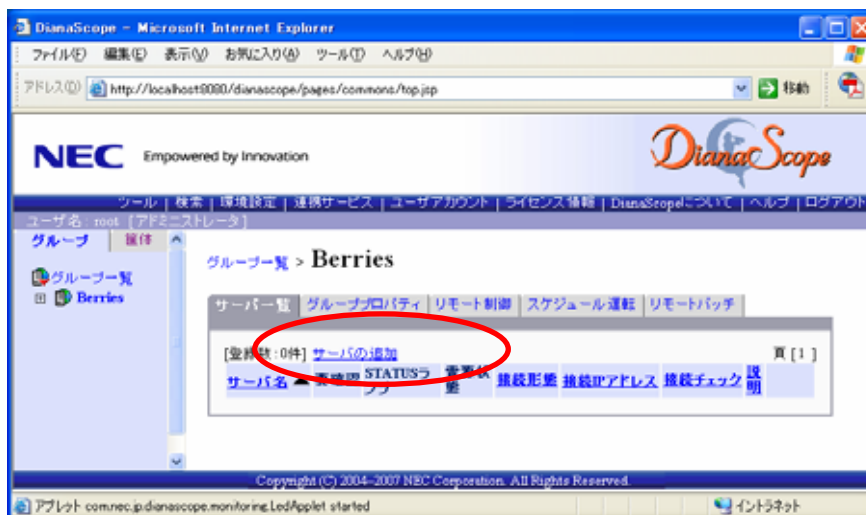 DianaScope - Microsoft Internet Explorer
ファイル(F) 編集(E) 表示(V) お気に入り(A) ツール(T) ヘルプ(H)
アドレス(D) http://localhost:8080/dianascope/pages/commons/top.jsp 移動
NEC Empowered by Innovation DianaScope
ツール | 検索 | 環境設定 | 連携サービス | ユーザアカウント | ライセンス情報 | DianaScopeについて | ヘルプ | ログアウト
ユーザ名 : root [アドミニストレータ]
グループ 筐体
グループ一覧
Berries
グループ一覧 > Berries
サーバ一覧 グループプロパティ リモート制御 スケジュール運転 リモートバッチ
[登録数:0件] サーバの追加 頁 [1 ]
サーバ名 要確認 STATUSランプ 電源状態 接続形態 接続IPアドレス 接続チェック 説明
Copyright (C) 2004-2007 NEC Corporation. All Rights Reserved.
アプレット com.nec.jp.dianascope.monitoring.LedApplet started イントラネット